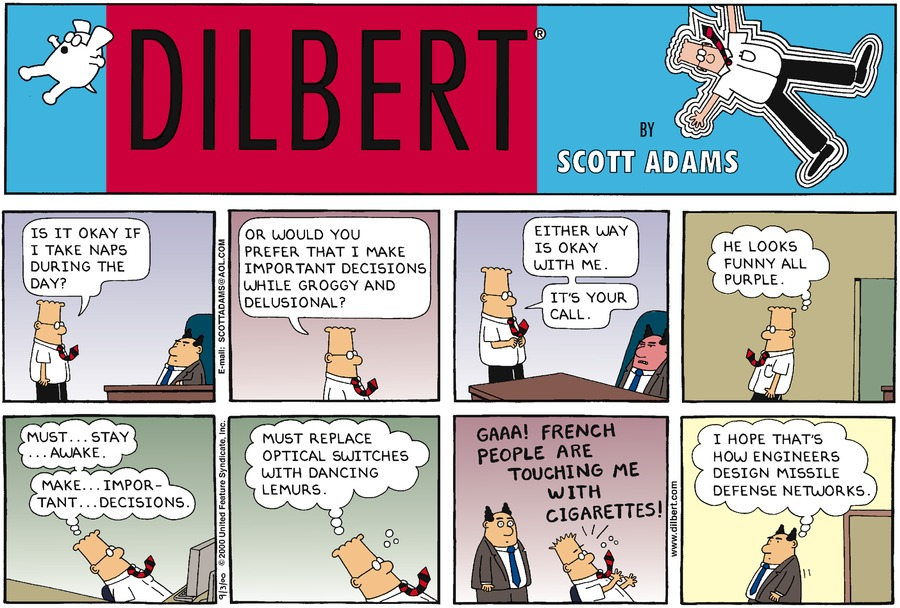 DILBERT®
BY
SCOTT ADAMS
IS IT OKAY IF
I TAKE NAPS
DURING THE
DAY?
E-mail: SCOTTADAMS@AOL.COM
OR WOULD YOU
PREFER THAT I MAKE
IMPORTANT DECISIONS
WHILE GROGGY AND
DELUSIONAL?
EITHER WAY
IS OKAY
WITH ME.
IT'S YOUR
CALL.
HE LOOKS
FUNNY ALL
PURPLE.
MUST...STAY
...AWAKE.
MAKE...IMPOR-
TANT...DECISIONS.
9/3/00 © 2000 United Feature Syndicate, Inc.
MUST REPLACE
OPTICAL SWITCHES
WITH DANCING
LEMURS.
GAAA! FRENCH
PEOPLE ARE
TOUCHING ME
WITH
CIGARETTES!
www.dilbert.com
I HOPE THAT'S
HOW ENGINEERS
DESIGN MISSILE
DEFENSE NETWORKS.